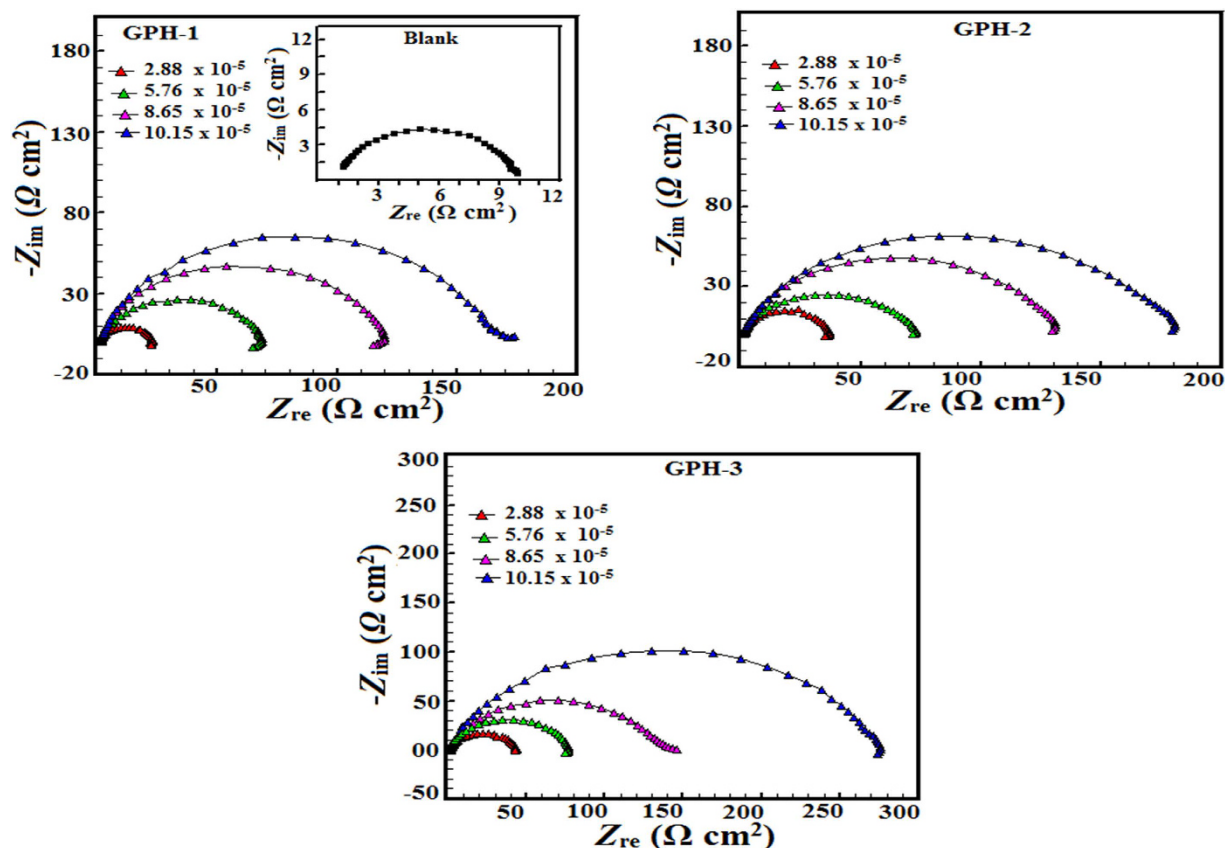 GPH-1
2.88 x 10-5
5.76 x 10-5
8.65 x 10-5
10.15 x 10-5
180
130
80
30
-20
-Zim (Ω cm2)
50
100
150
200
Zre (Ω cm2)
Blank
12
9
6
3
-Zim (Ω cm2)
3
6
9
12
Zre (Ω cm2)
GPH-2
2.88 x 10-5
5.76 x 10-5
8.65 x 10-5
10.15 x 10-5
180
130
80
30
-20
-Zim (Ω cm2)
50
100
150
200
Zre (Ω cm2)
GPH-3
2.88 x 10-5
5.76 x 10-5
8.65 x 10-5
10.15 x 10-5
300
250
200
150
100
50
00
-50
-Zim (Ω cm2)
50
100
150
200
250
300
Zre (Ω cm2)